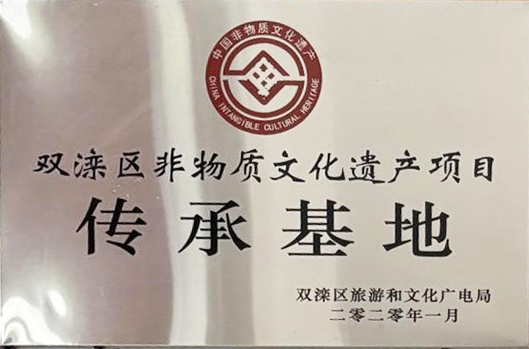 中国非物质文化遗产
CHINA INTANGIBLE CULTURAL HERITAGE
双滦区非物质文化遗产项目
传承基地
双滦区旅游和文化广电局
二零二零年一月